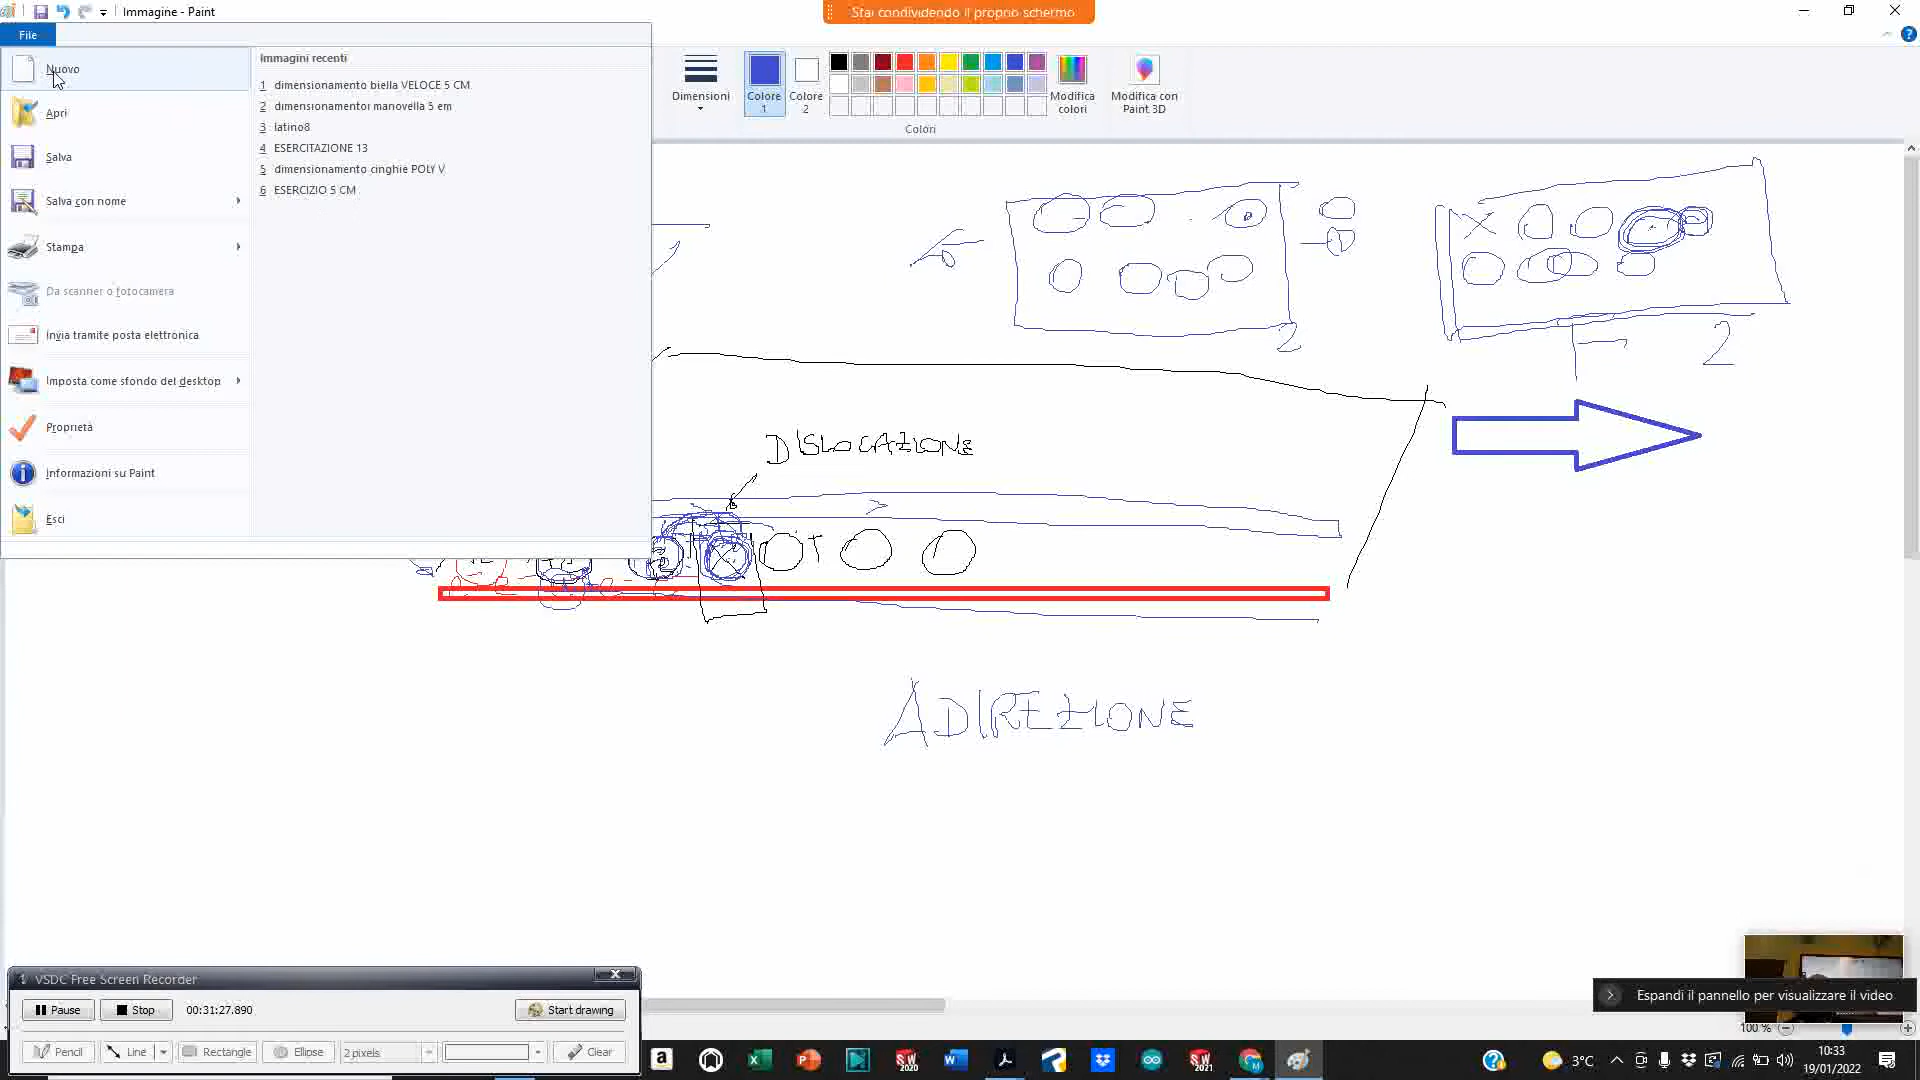 Immagine - Paint
Stai condividendo il proprio schermo
File
Nuovo
Apri
Salva
Salva con nome
Stampa
Da scanner o fotocamera
Invia tramite posta elettronica
Imposta come sfondo del desktop
Proprietà
Informazioni su Paint
Esci
Immagini recenti
1 dimensionamento biella VELOCE 5 CM
2 dimensionamentoi manovella 5 em
3 latino8
4 ESERCITAZIONE 13
5 dimensionamento cinghie POLY V
6 ESERCIZIO 5 CM
Dimensioni
Colore 1
Colore 2
Modifica colori
Modifica con Paint 3D
Colori
2
2
DISLOCAZIONE
ADIREZIONE
VSDC Free Screen Recorder
Pause
Stop
00:31:27.890
Start drawing
Pencil
Line
Rectangle
Ellipse
2 pixels
Clear
Espandi il pannello per visualizzare il video
100 %
3°C
10:33
19/01/2022